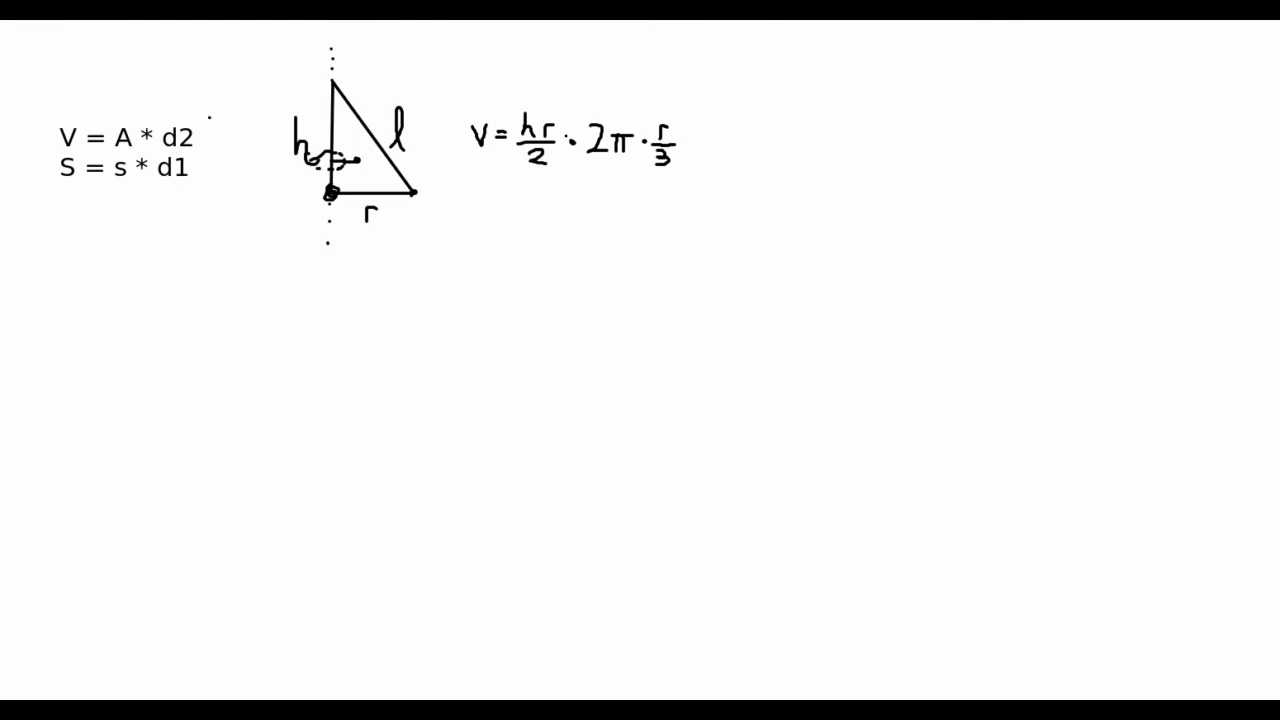 V = A * d2
S = s * d1
h
l
r
V = hr/2 · 2π · r/3